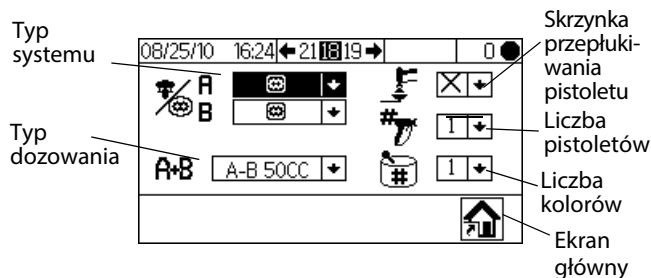 Typ
systemu
Skrzynka
przepłuki-
wania
pistoletu
08/25/10 16:24 21 18 19 0
A
B
# 1
Liczba
pistoletów
Typ
dozowania
A+B A-B 50CC # 1
Liczba
kolorów
Ekran
główny